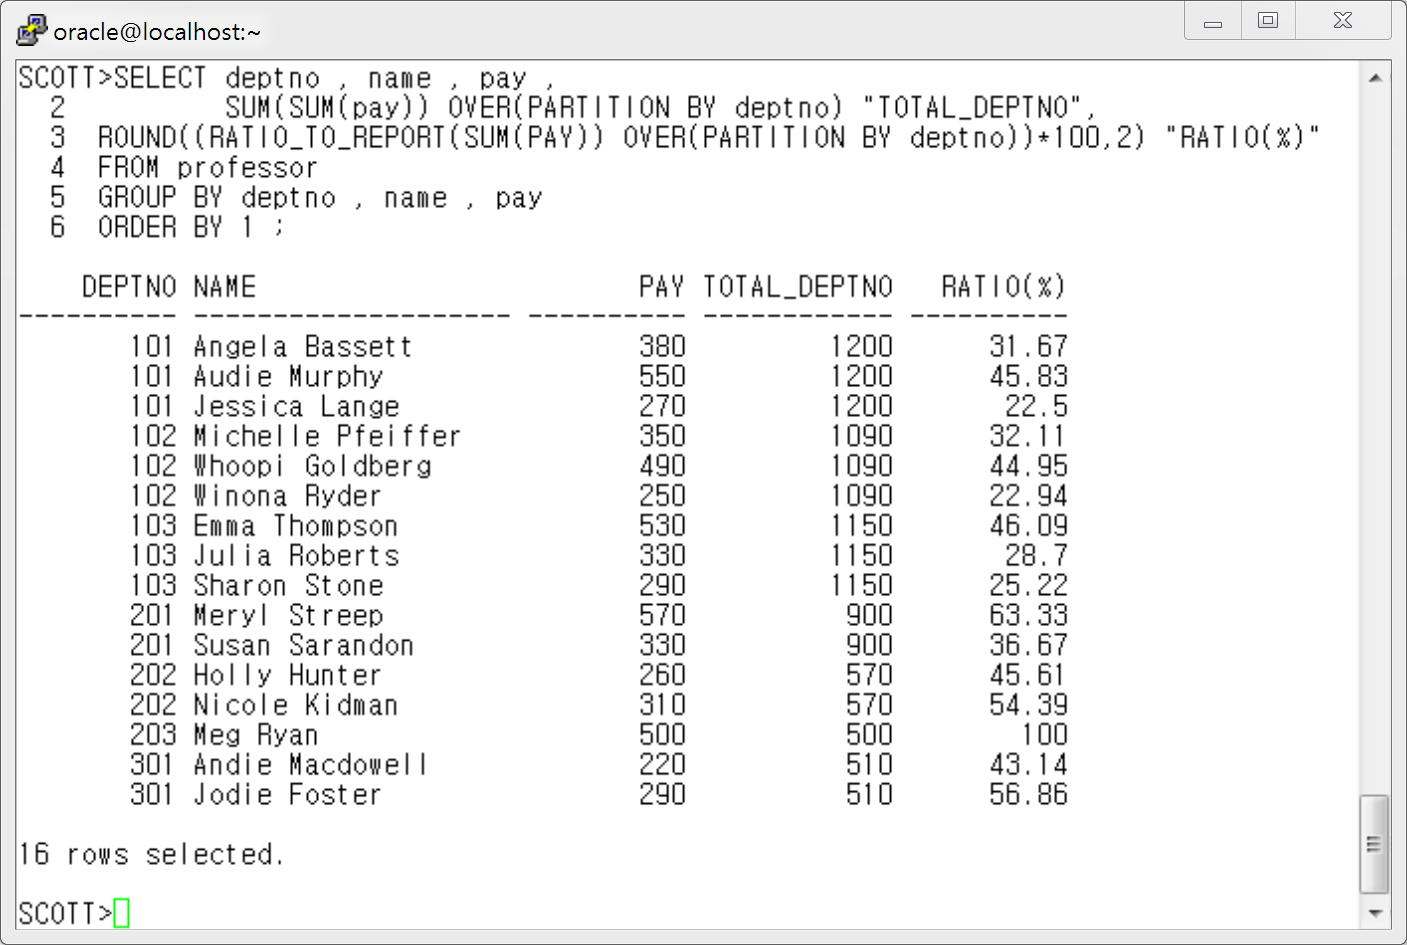 oracle@localhost:~
SCOTT>SELECT deptno , name , pay ,
  2          SUM(SUM(pay)) OVER(PARTITION BY deptno) "TOTAL_DEPTNO",
  3  ROUND((RATIO_TO_REPORT(SUM(PAY)) OVER(PARTITION BY deptno))*100,2) "RATIO(%)"
  4  FROM professor
  5  GROUP BY deptno , name , pay
  6  ORDER BY 1 ;
    DEPTNO NAME                        PAY TOTAL_DEPTNO   RATIO(%)
---------- -------------------- ---------- ------------ ----------
       101 Angela Bassett              380         1200      31.67
       101 Audie Murphy                550         1200      45.83
       101 Jessica Lange               270         1200       22.5
       102 Michelle Pfeiffer           350         1090      32.11
       102 Whoopi Goldberg             490         1090      44.95
       102 Winona Ryder                250         1090      22.94
       103 Emma Thompson               530         1150      46.09
       103 Julia Roberts               330         1150       28.7
       103 Sharon Stone                290         1150      25.22
       201 Meryl Streep                570          900      63.33
       201 Susan Sarandon              330          900      36.67
       202 Holly Hunter                260          570      45.61
       202 Nicole Kidman               310          570      54.39
       203 Meg Ryan                    500          500        100
       301 Andie Macdowell             220          510      43.14
       301 Jodie Foster                290          510      56.86
16 rows selected.
SCOTT>